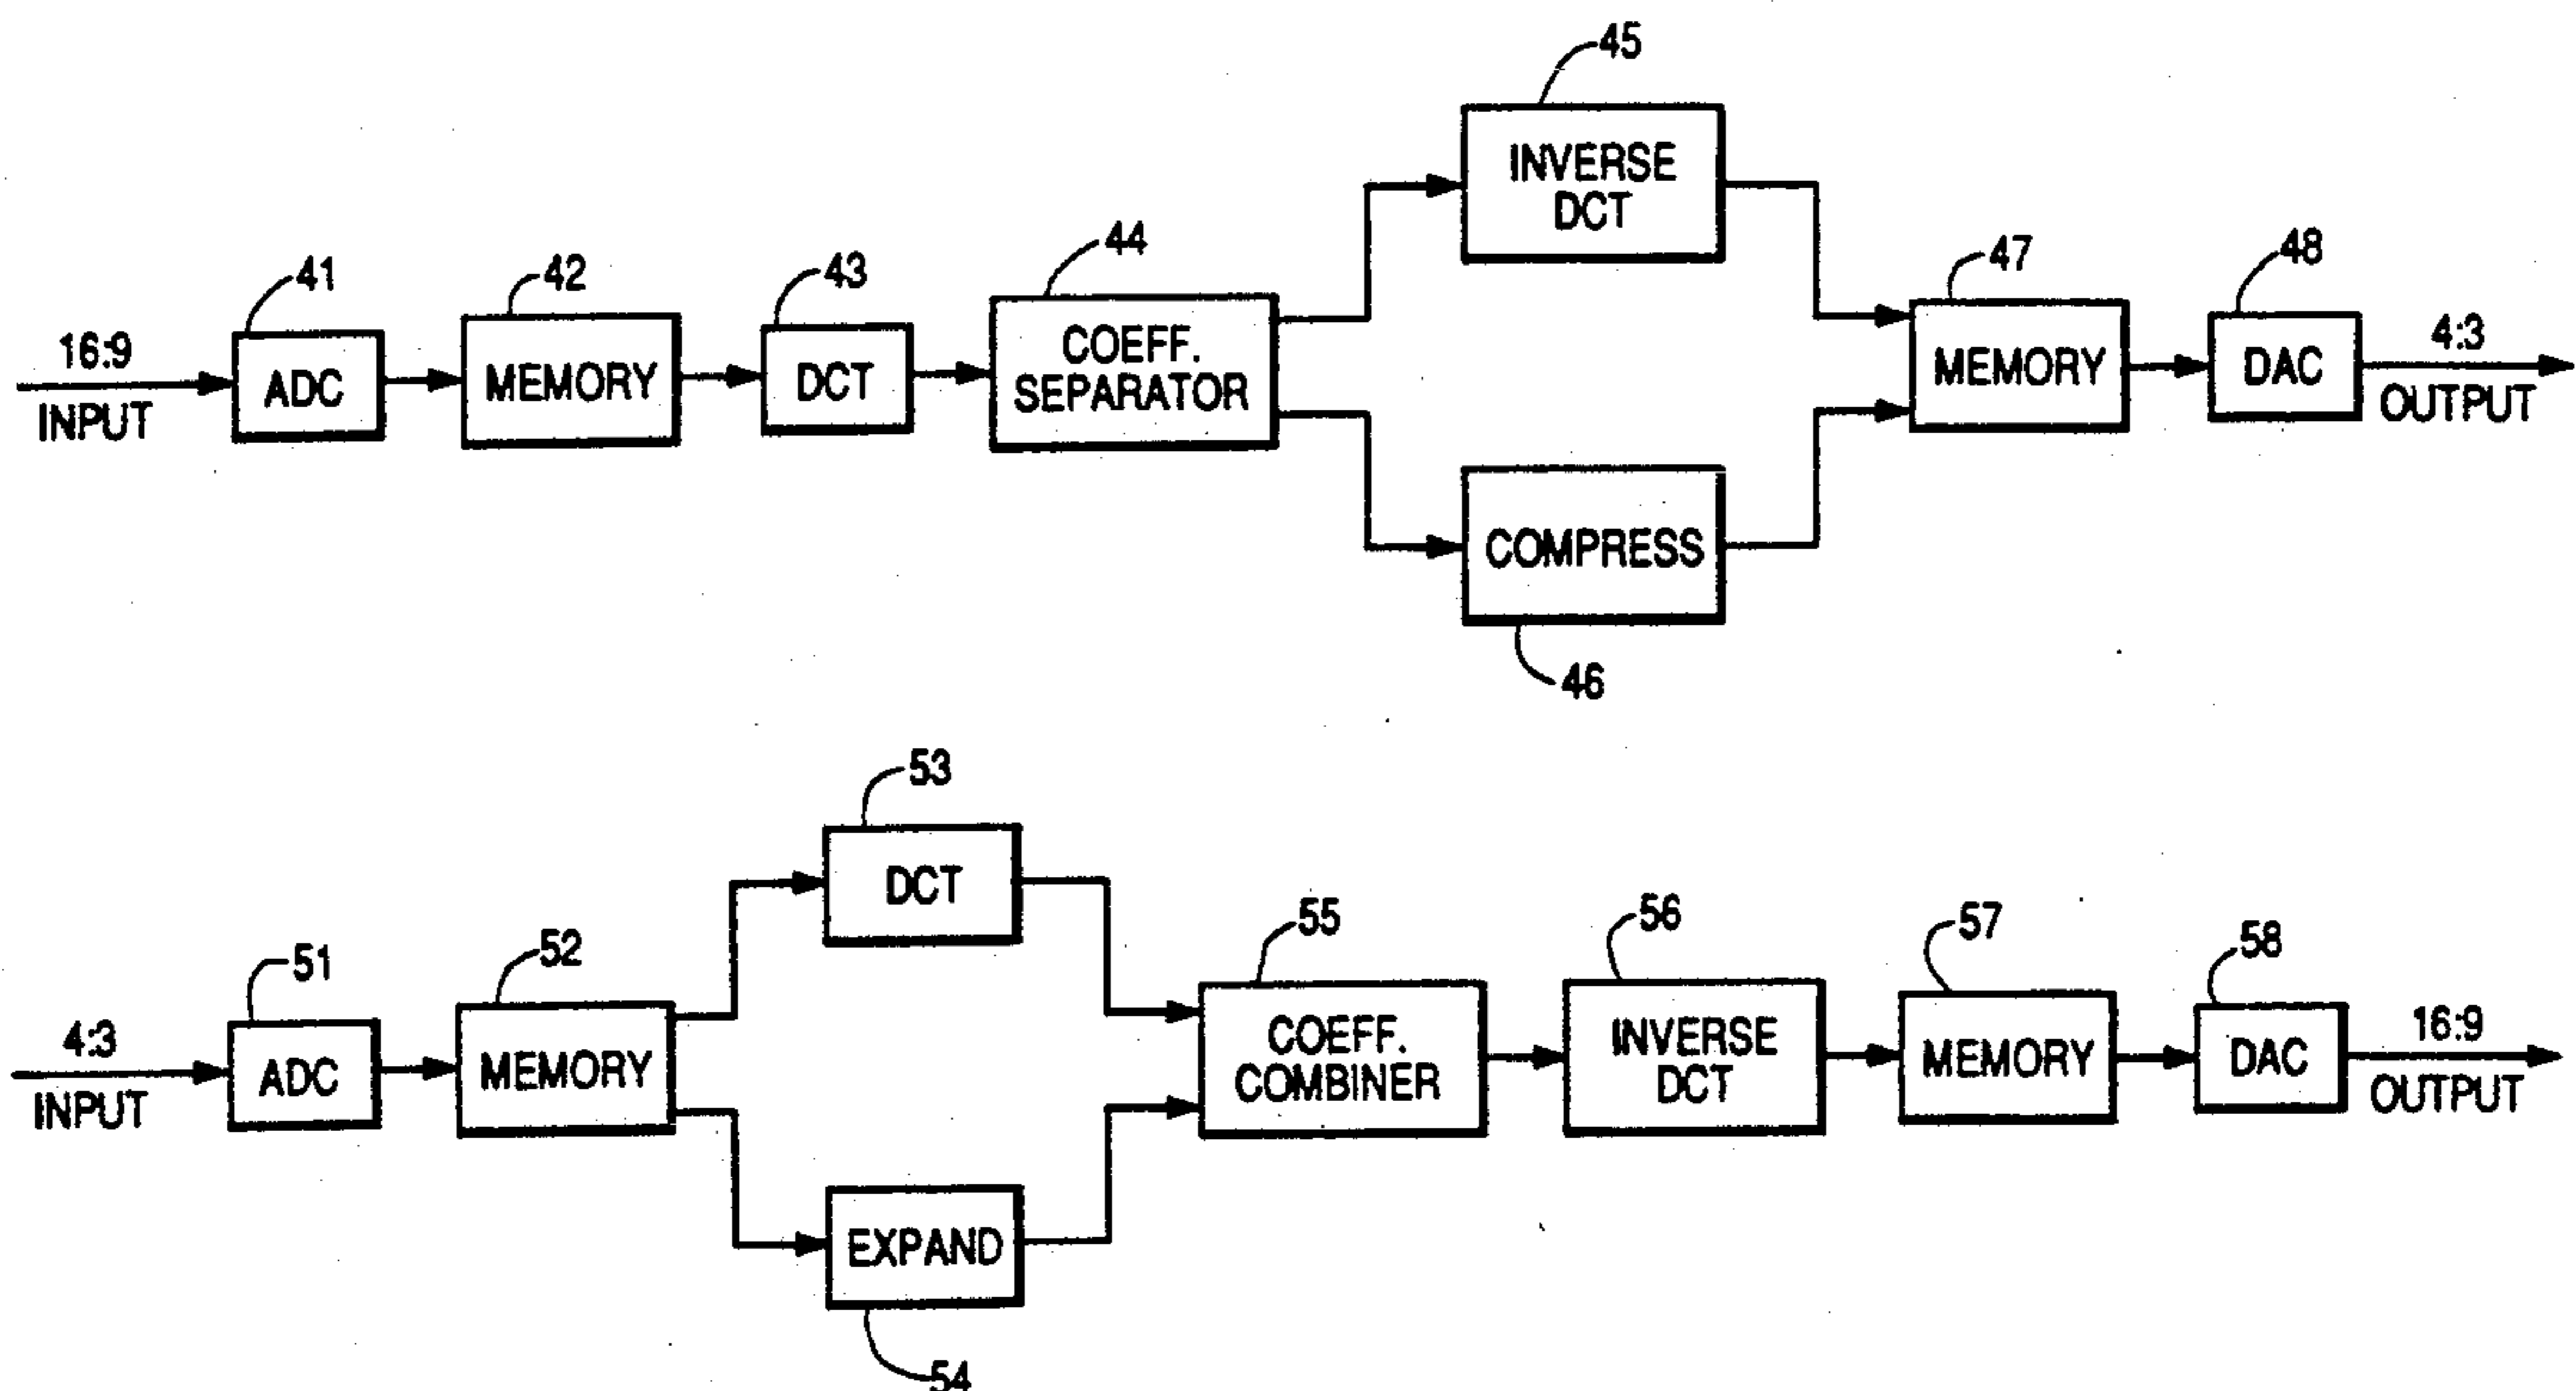 45
INVERSE
DCT
41
42
43
44
47
48
16:9
INPUT
ADC
MEMORY
DCT
COEFF.
SEPARATOR
MEMORY
DAC
4:3
OUTPUT
COMPRESS
46
53
DCT
51
52
55
56
57
58
4:3
INPUT
ADC
MEMORY
COEFF.
COMBINER
INVERSE
DCT
MEMORY
DAC
16:9
OUTPUT
EXPAND
54